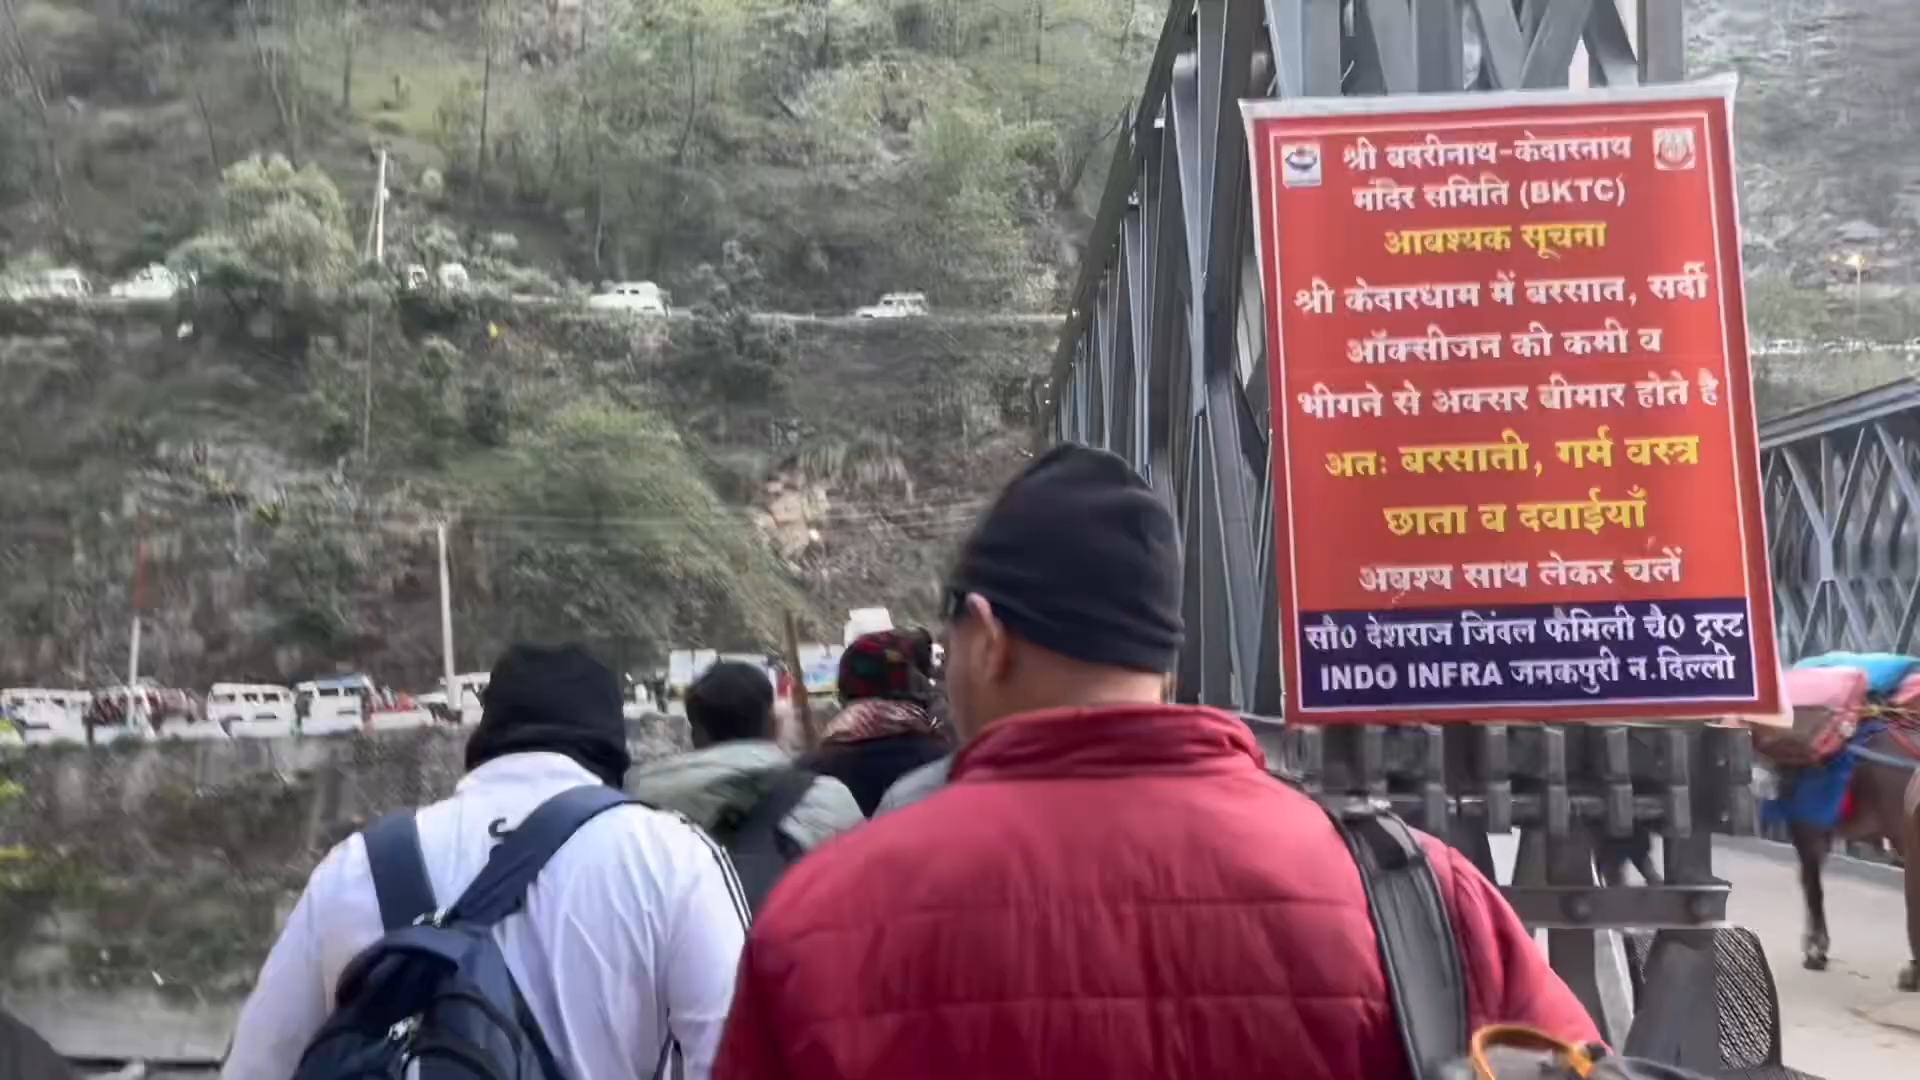 श्री बदरीनाथ-केदारनाथ
मंदिर समिति (BKTC)
आवश्यक सूचना
श्री केदारधाम में बरसात, सर्दी
ऑक्सीजन की कमी व
भीगने से अक्सर बीमार होते है
अतः बरसाती, गर्म वस्त्र
छाता व दवाईयाँ
अवश्य साथ लेकर चलें
सौ0 देशराज जिंदल फैमिली चै0 ट्रस्ट
INDO INFRA जनकपुरी न.दिल्ली